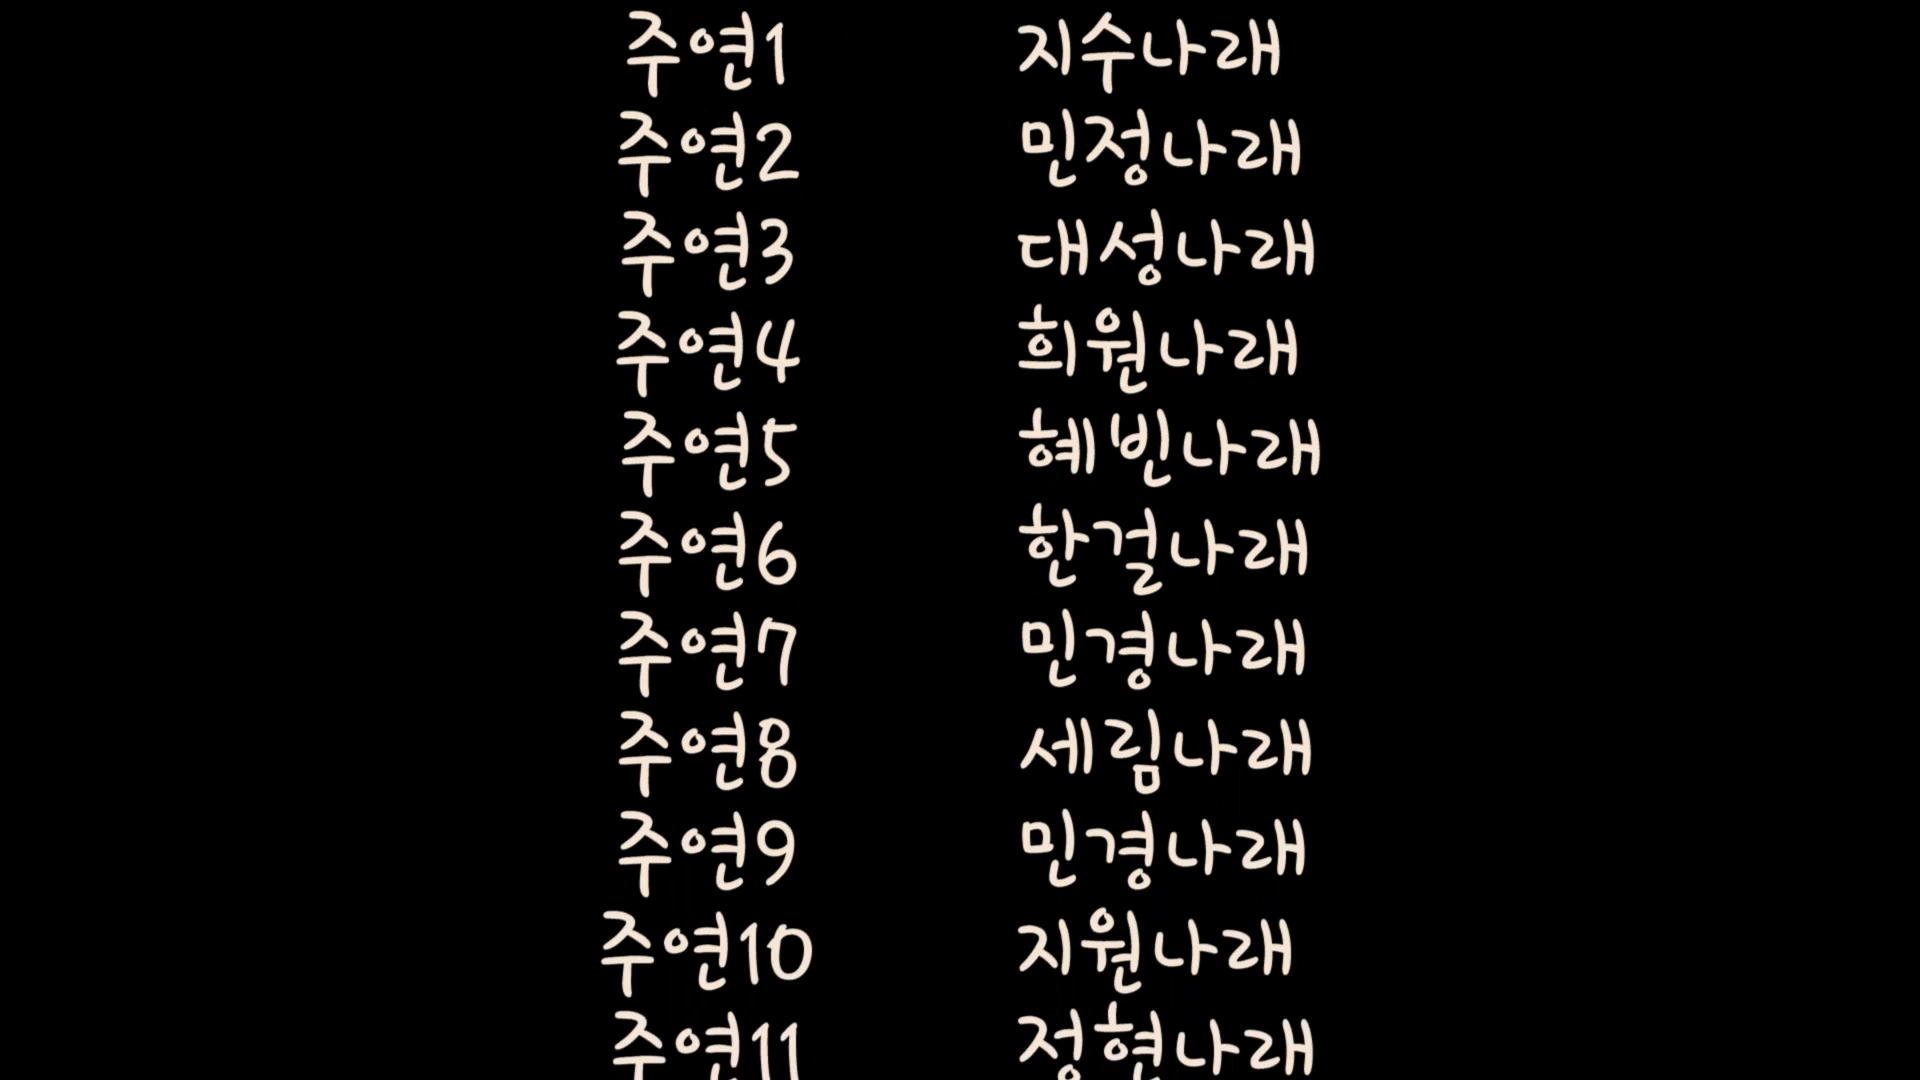 주연1 지수나래
주연2 민정나래
주연3 대성나래
주연4 희원나래
주연5 혜빈나래
주연6 한걸나래
주연7 민경나래
주연8 세림나래
주연9 민경나래
주연10 지원나래
주연11 정현나래